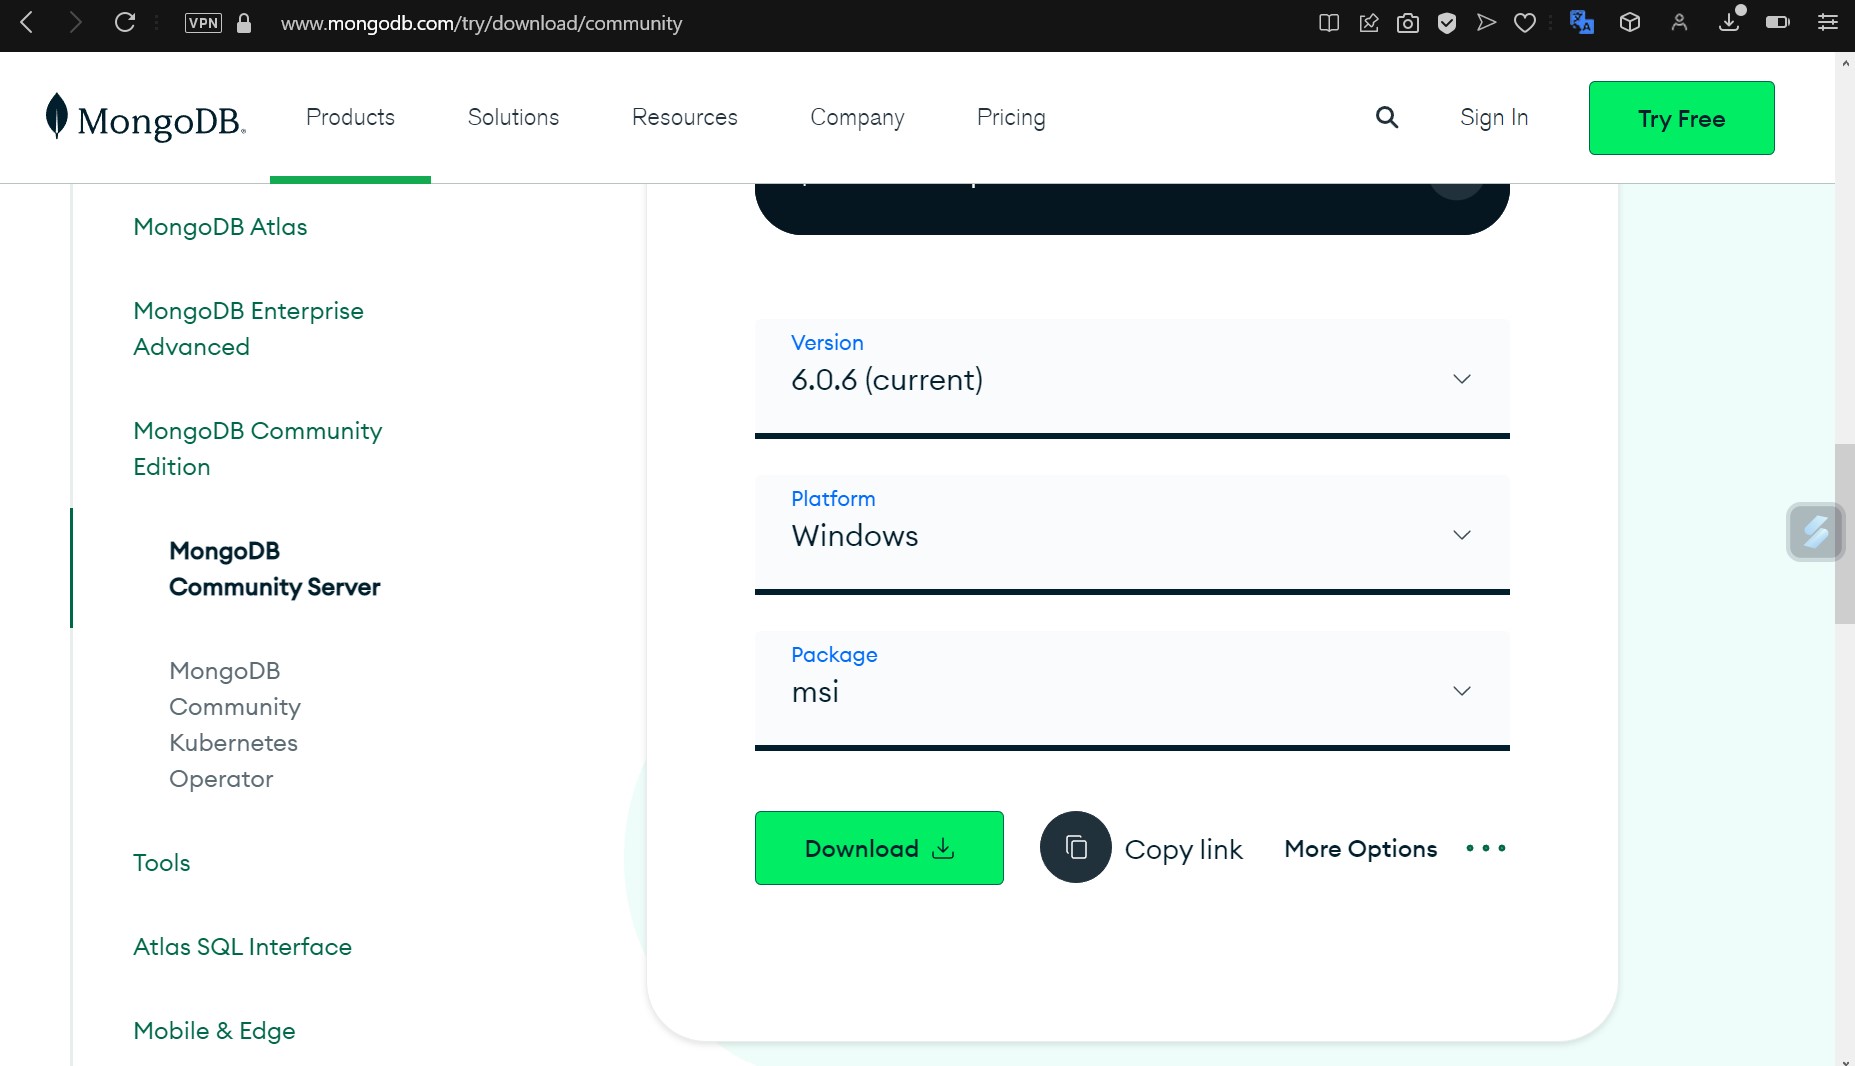 VPN
www.mongodb.com/try/download/community
MongoDB
Products
Solutions
Resources
Company
Pricing
Sign In
Try Free
MongoDB Atlas
MongoDB Enterprise
Advanced
MongoDB Community
Edition
MongoDB
Community Server
MongoDB
Community
Kubernetes
Operator
Tools
Atlas SQL Interface
Mobile & Edge
Version
6.0.6 (current)
Platform
Windows
Package
msi
Download
Copy link
More Options